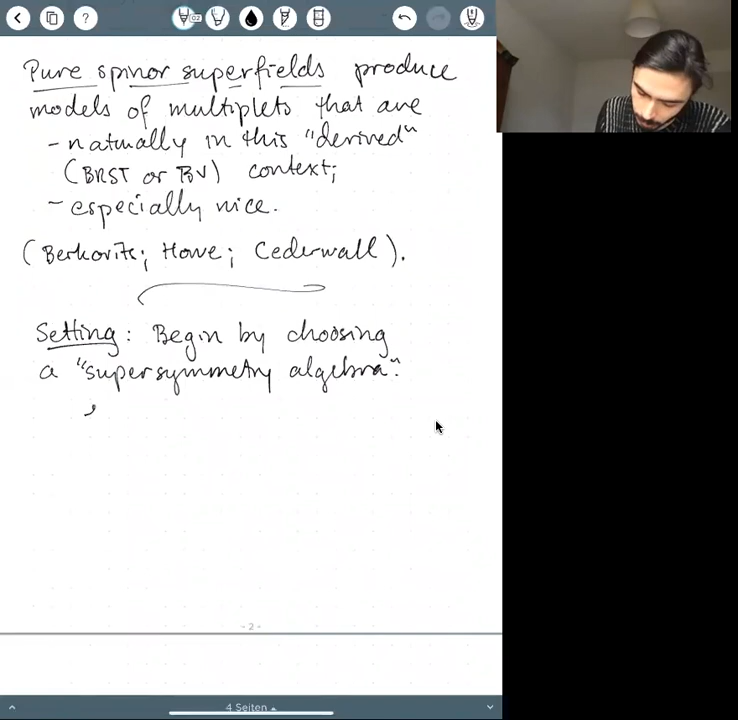 Pure spinor superfields produce
models of multiplets that are
- naturally in this "derived"
(BRST or BV) context;
- especially nice.
(Berkovits; Howe; Cederwall).
Setting: Begin by choosing
a "supersymmetry algebra":
- 2 -
4 Seiten